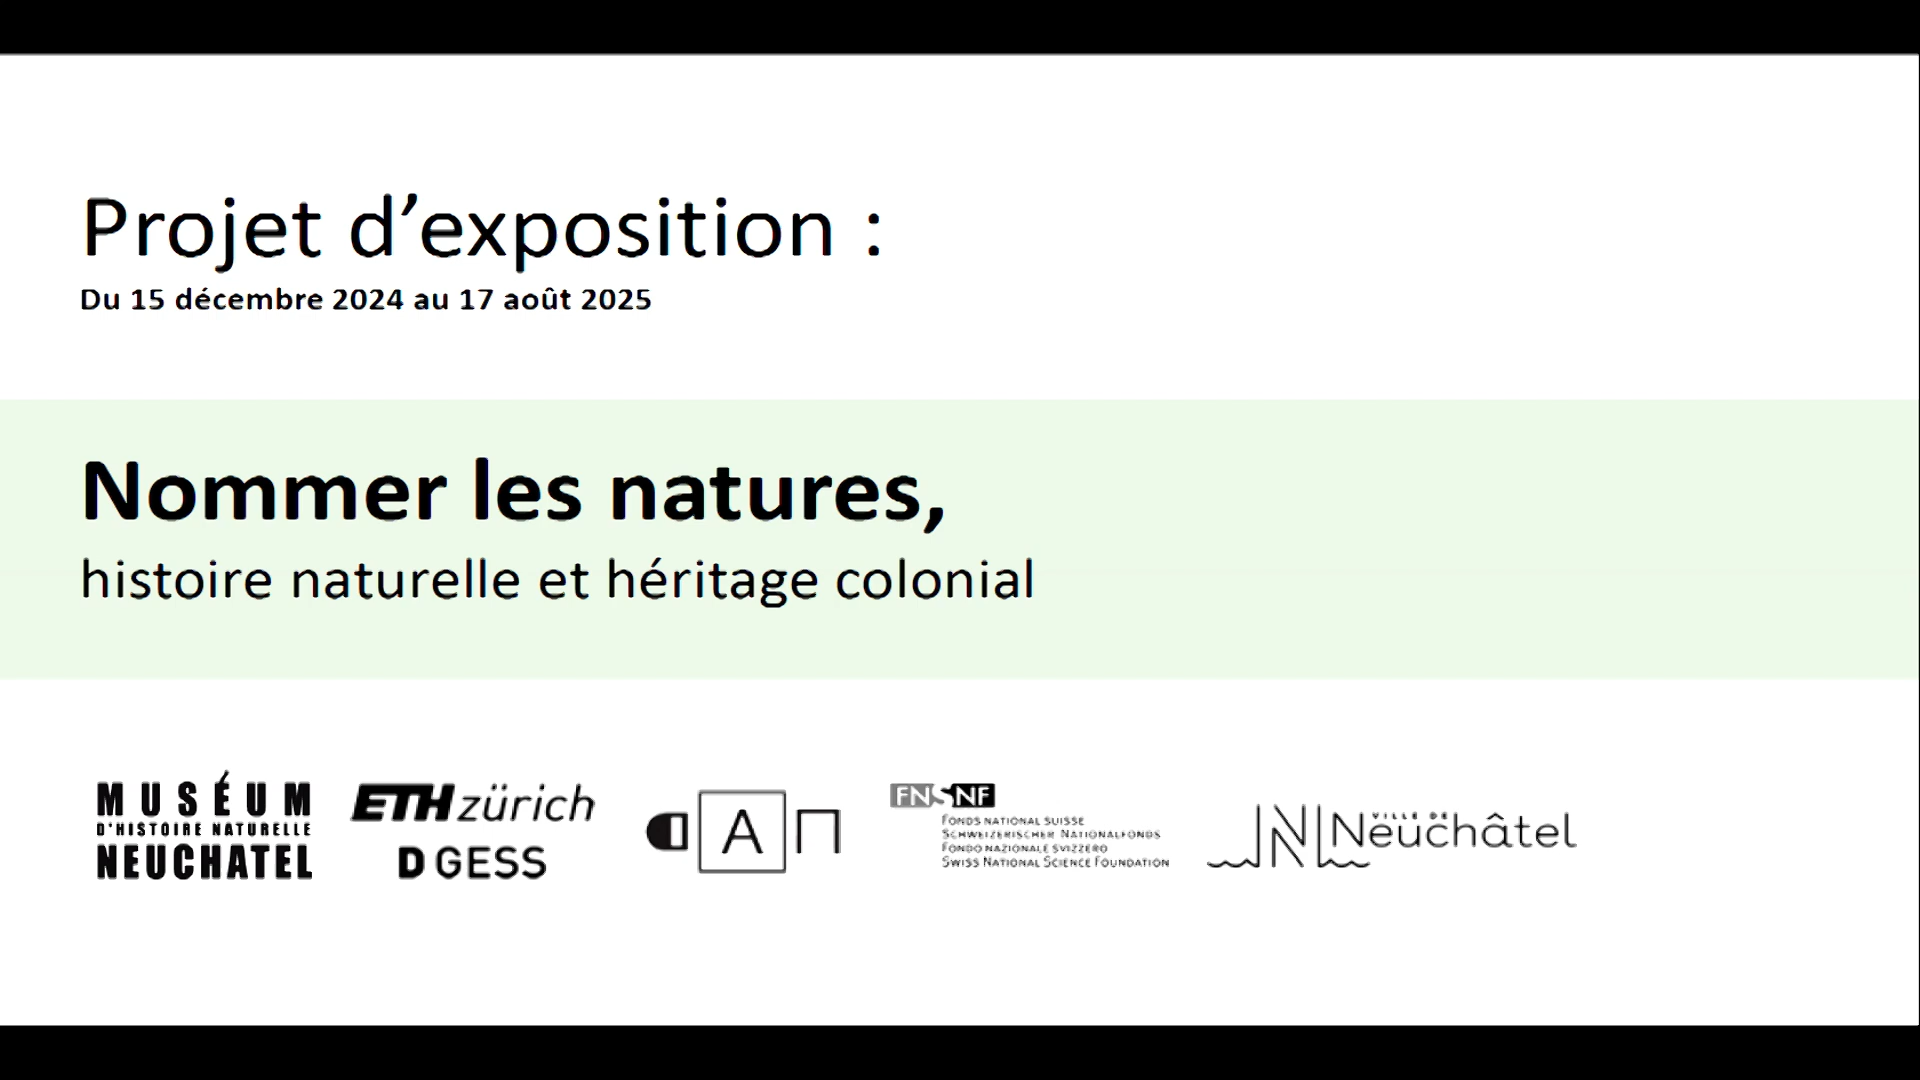 Projet d’exposition :
Du 15 décembre 2024 au 17 août 2025
Nommer les natures,
histoire naturelle et héritage colonial
MUSÉUM
D'HISTOIRE NATURELLE
NEUCHATEL
ETH zürich
D GESS
CAN
FNSNF
FONDS NATIONAL SUISSE
SCHWEIZERISCHER NATIONALFONDS
FONDO NAZIONALE SVIZZERO
SWISS NATIONAL SCIENCE FOUNDATION
VILLE DE
Neuchâtel